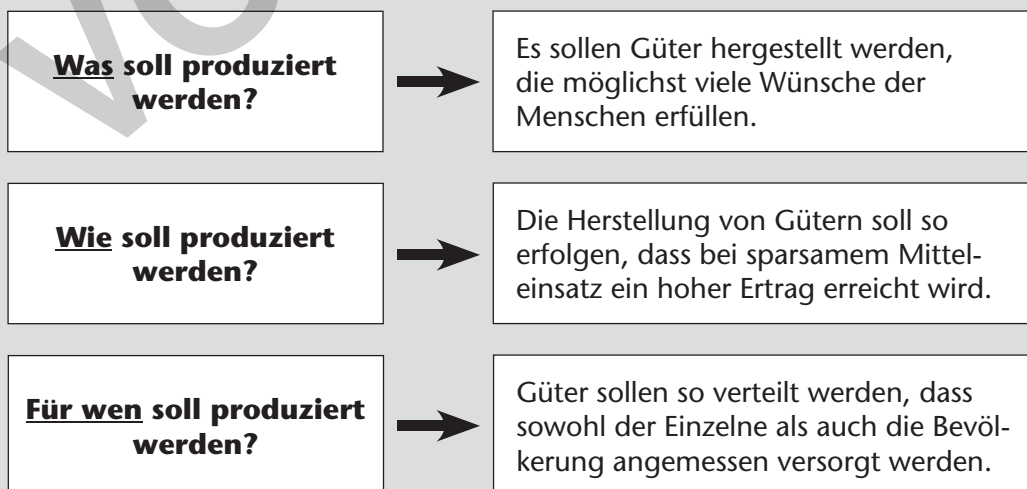 Was soll produziert
werden?
Es sollen Güter hergestellt werden,
die möglichst viele Wünsche der
Menschen erfüllen.
Wie soll produziert
werden?
Die Herstellung von Gütern soll so
erfolgen, dass bei sparsamem Mittel-
einsatz ein hoher Ertrag erreicht wird.
Für wen soll produziert
werden?
Güter sollen so verteilt werden, dass
sowohl der Einzelne als auch die Bevöl-
kerung angemessen versorgt werden.